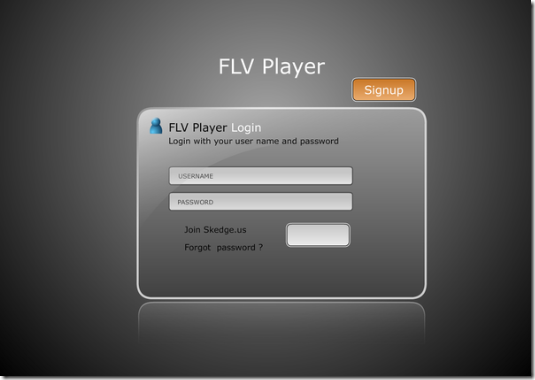 FLV Player
Signup
FLV Player Login
Login with your user name and password
USERNAME
PASSWORD
Join Skedge.us
Forgot password ?